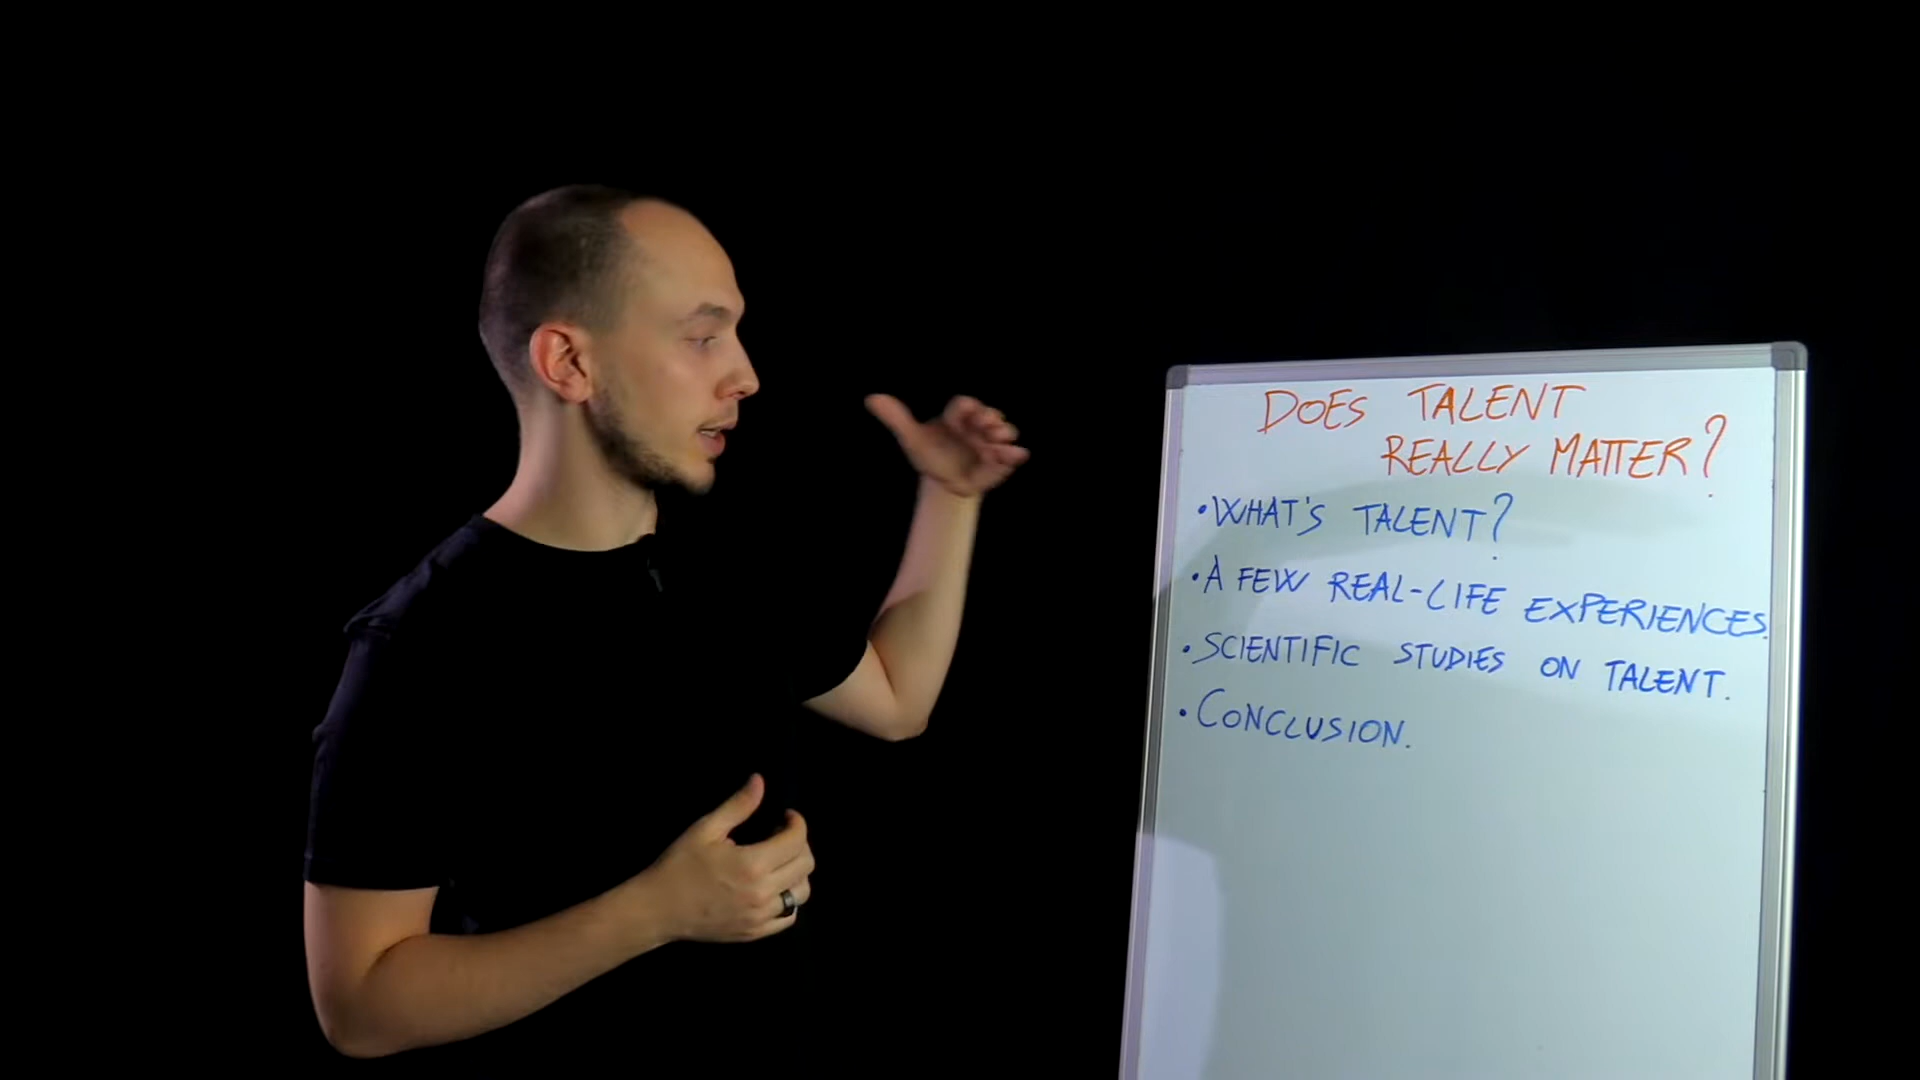 DOES TALENT
REALLY MATTER?
• WHAT'S TALENT?
• A FEW REAL-LIFE EXPERIENCES.
• SCIENTIFIC STUDIES ON TALENT.
• CONCLUSION.